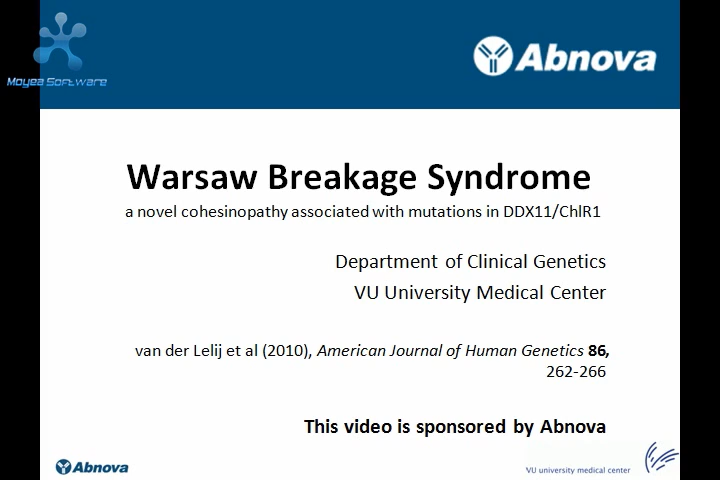 Moyea Software
Abnova
Warsaw Breakage Syndrome
a novel cohesinopathy associated with mutations in DDX11/ChlR1
Department of Clinical Genetics
VU University Medical Center
van der Lelij et al (2010), American Journal of Human Genetics 86,
262-266
This video is sponsored by Abnova
Abnova
VU university medical center